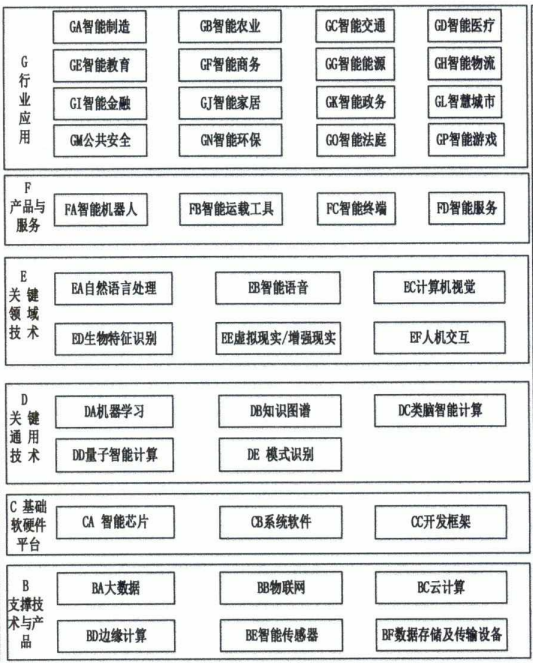 G
行
业
应
用
GA智能制造 GB智能农业 GC智能交通 GD智能医疗
GE智能教育 GF智能商务 GG智能能源 GH智能物流
GI智能金融 GJ智能家居 GK智能政务 GL智慧城市
GM公共安全 GN智能环保 GO智能法庭 GP智能游戏
F
产品与
服务
FA智能机器人 FB智能运载工具 FC智能终端 FD智能服务
E
关 键
领 域
技 术
EA自然语言处理 EB智能语音 EC计算机视觉
ED生物特征识别 EE虚拟现实/增强现实 EF人机交互
D
关 键
通 用
技 术
DA机器学习 DB知识图谱 DC类脑智能计算
DD量子智能计算 DE 模式识别
C 基础
软硬件
平台
CA 智能芯片 CB系统软件 CC开发框架
B
支撑技
术与产
品
BA大数据 BB物联网 BC云计算
BD边缘计算 BE智能传感器 BF数据存储及传输设备